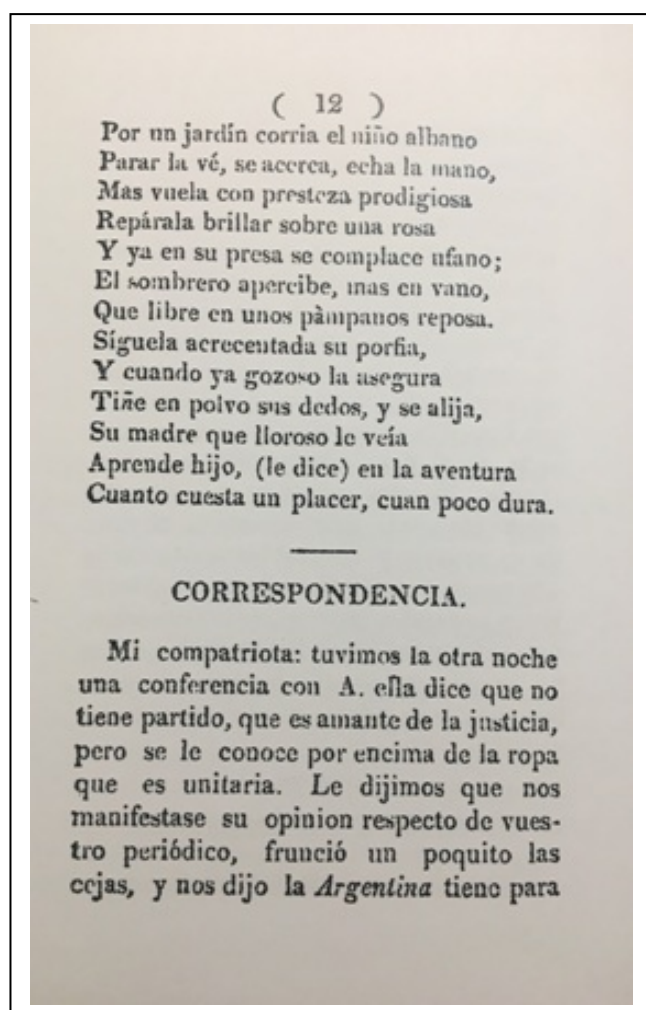 ( 12 )
Por un jardín corria el niño albano
Parar la vé, se acerca, echa la mano,
Mas vuela con presteza prodigiosa
Repárala brillar sobre una rosa
Y ya en su presa se complace ufano;
El sombrero apercibe, mas en vano,
Que libre en unos pàmpanos reposa.
Síguela acrecentada su porfia,
Y cuando ya gozoso la asegura
Tiñe en polvo sus dedos, y se alija,
Su madre que lloroso le veía
Aprende hijo, (le dice) en la aventura
Cuanto cuesta un placer, cuan poco dura.
CORRESPONDENCIA.
Mi compatriota: tuvimos la otra noche
una conferencia con A. ella dice que no
tiene partido, que es amante de la justicia,
pero se le conoce por encima de la ropa
que es unitaria. Le dijimos que nos
manifestase su opinion respecto de vues-
tro periódico, frunció un poquito las
cejas, y nos dijo la Argentina tiene para